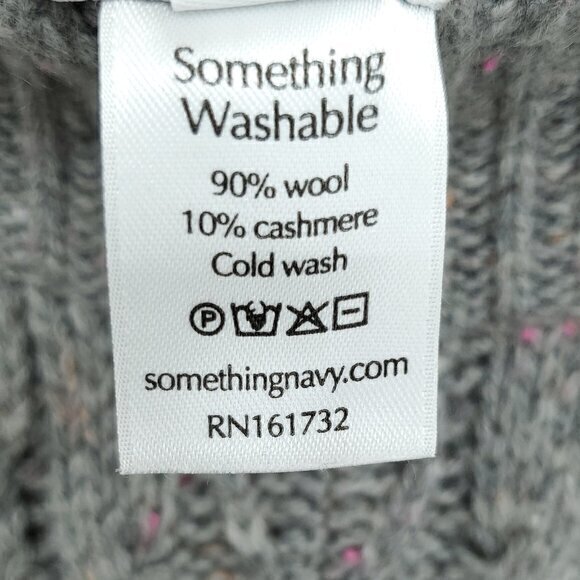 Something
Washable
90% wool
10% cashmere
Cold wash
P
somethingnavy.com
RN161732